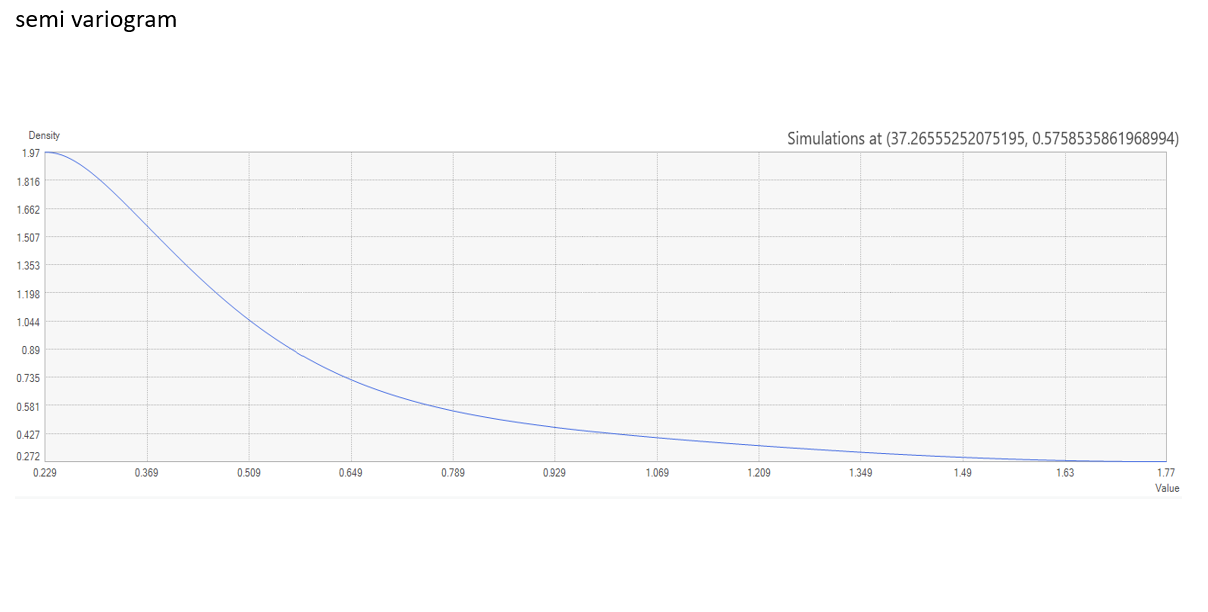 semi variogram
Density
Simulations at (37.26555252075195, 0.5758535861968994)
1.97
1.816
1.662
1.507
1.353
1.198
1.044
0.89
0.735
0.581
0.427
0.272
0.229 0.369 0.509 0.649 0.789 0.929 1.069 1.209 1.349 1.49 1.63 1.77
Value